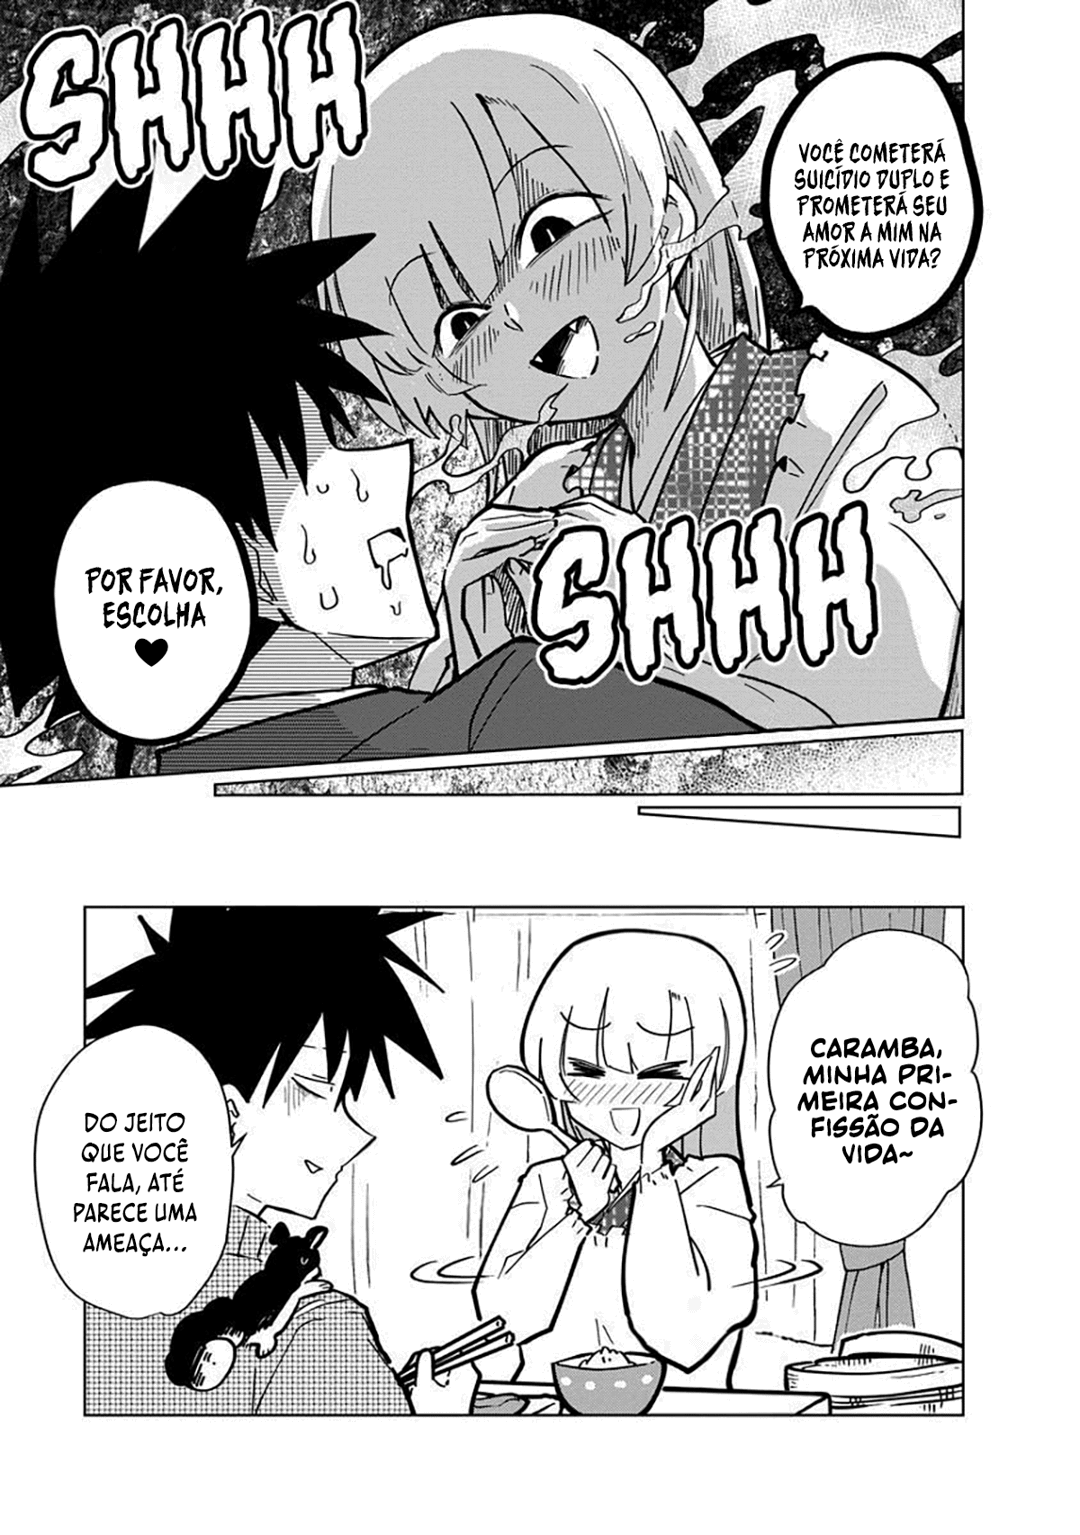 SHHH
VOCÊ COMETERÁ
SUICÍDIO DUPLO E
PROMETERÁ SEU
AMOR A MIM NA
PRÓXIMA VIDA?
SHHH
POR FAVOR,
ESCOLHA
♥
CARAMBA,
MINHA PRI-
MEIRA CON-
FISSÃO DA
VIDA~
DO JEITO
QUE VOCÊ
FALA, ATÉ
PARECE UMA
AMEAÇA...